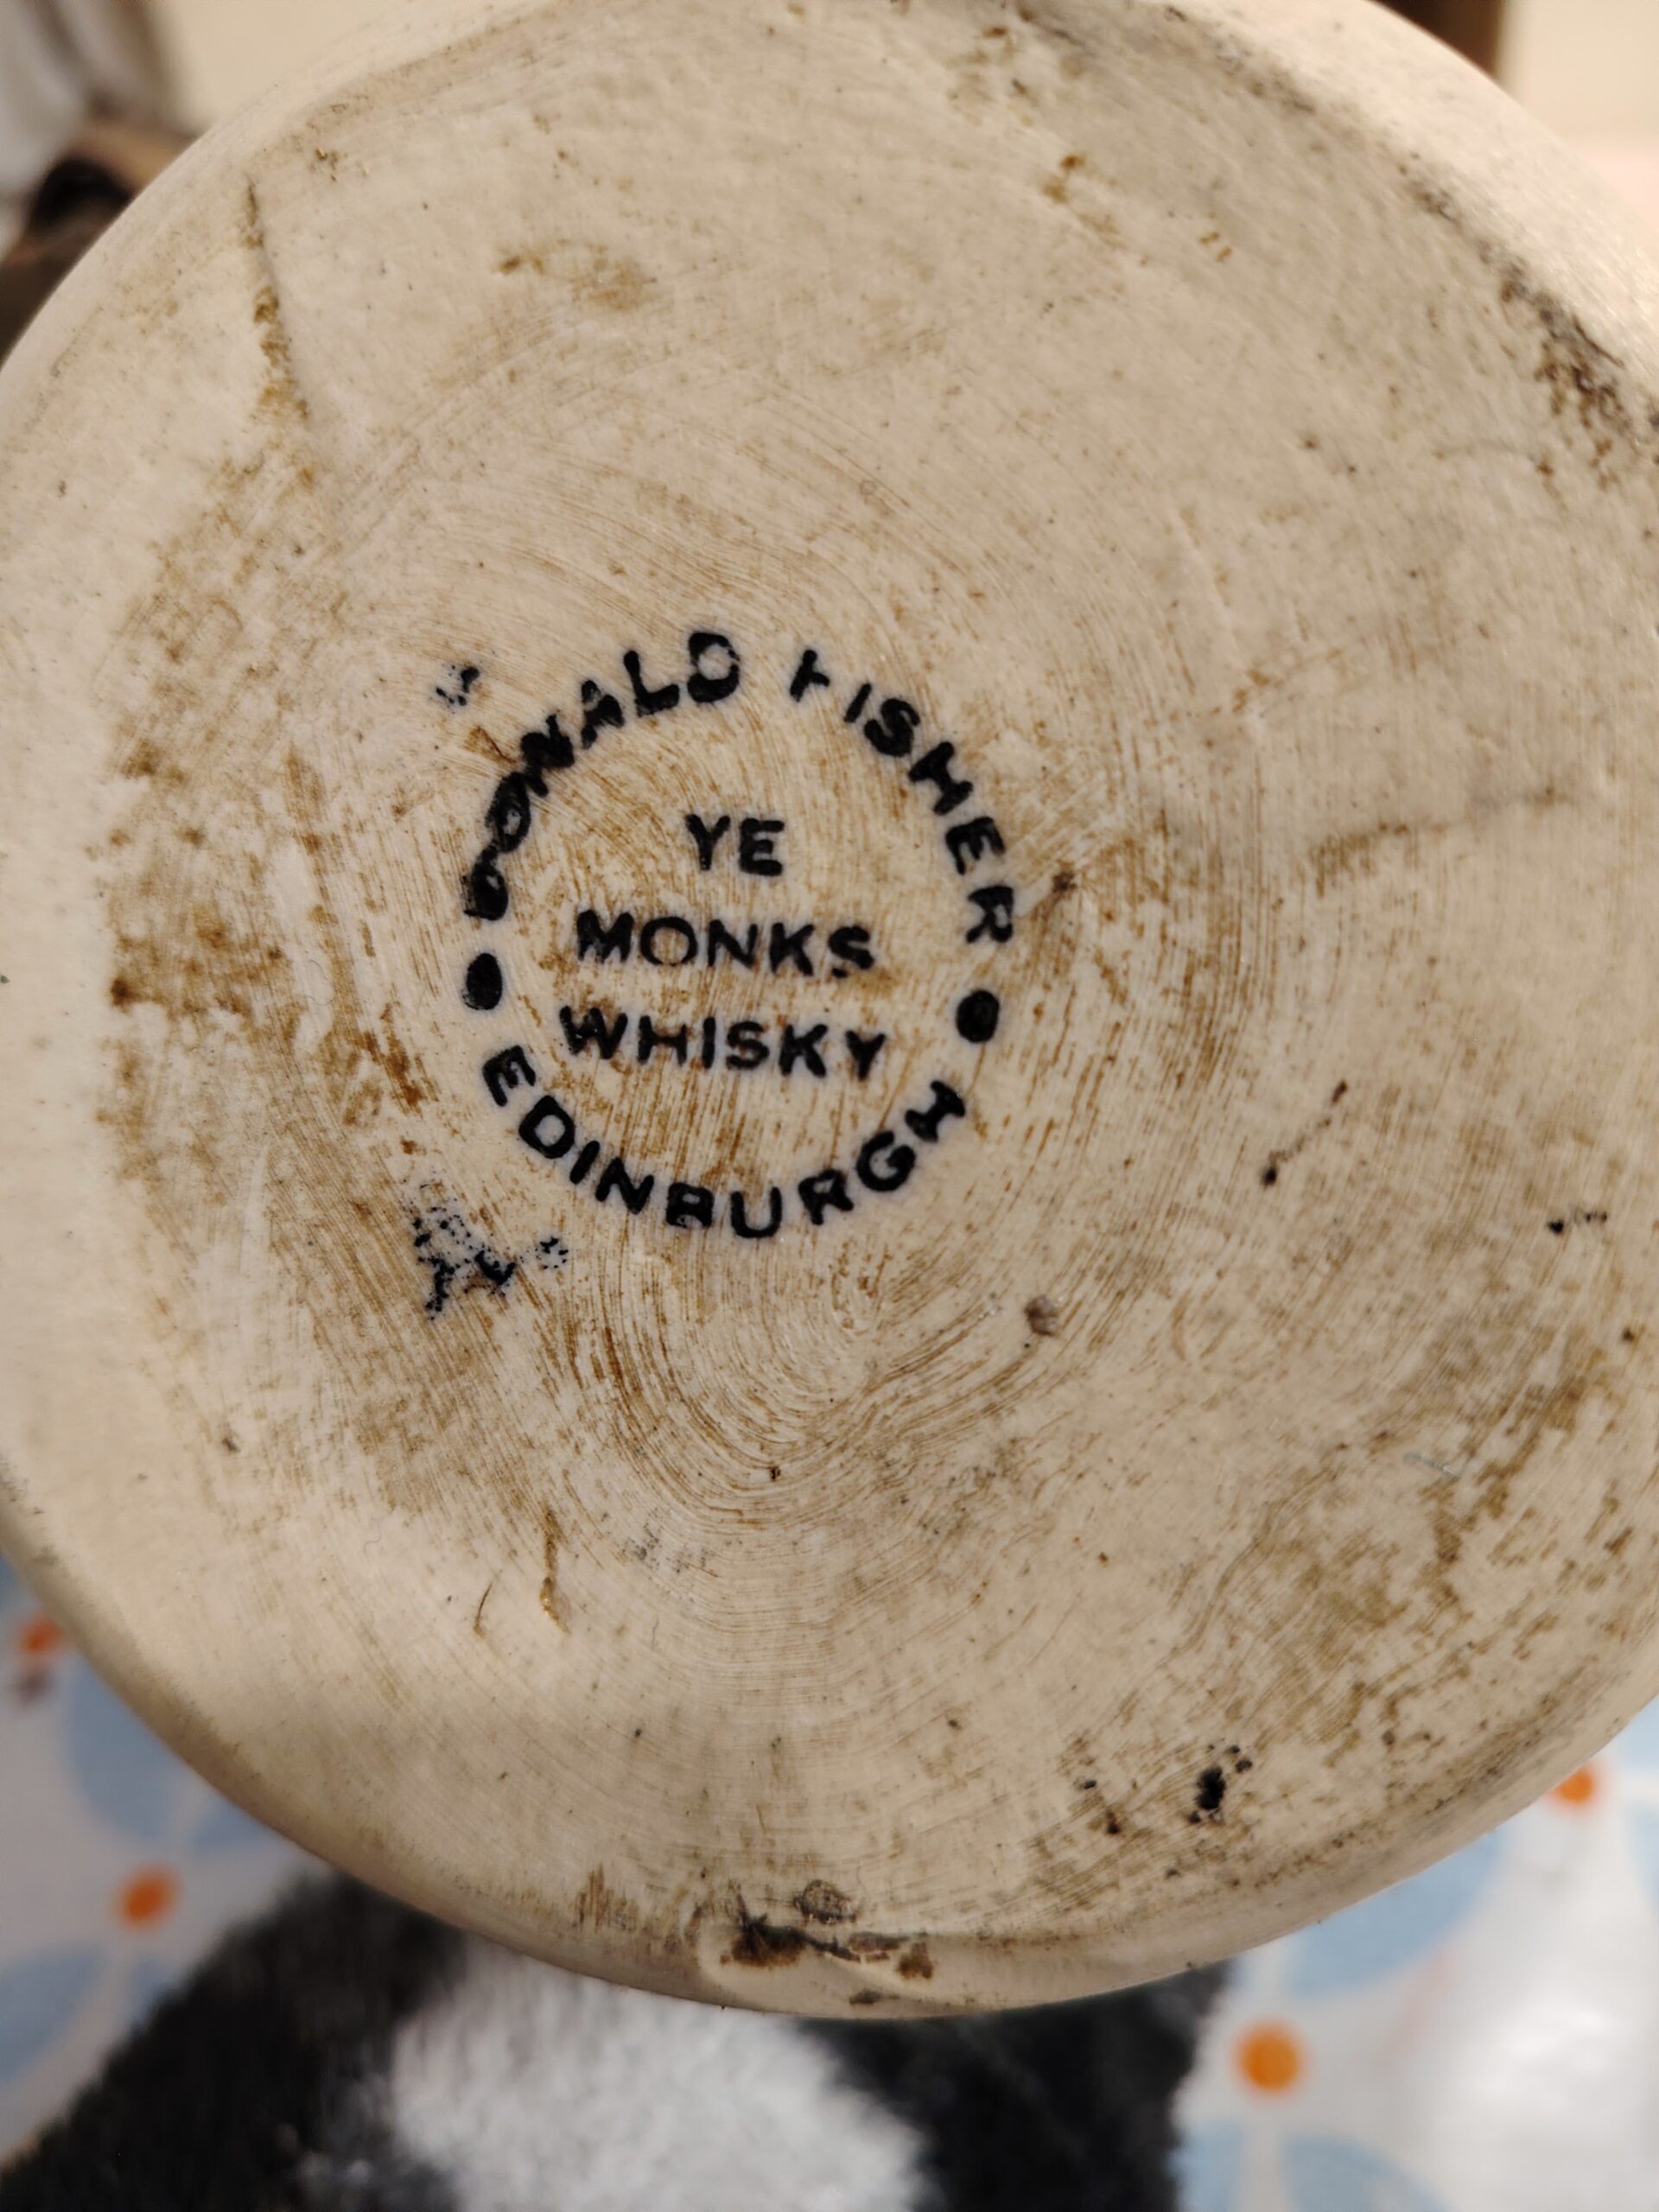 DONALD FISHER
YE
MONKS
WHISKY
EDINBURGH